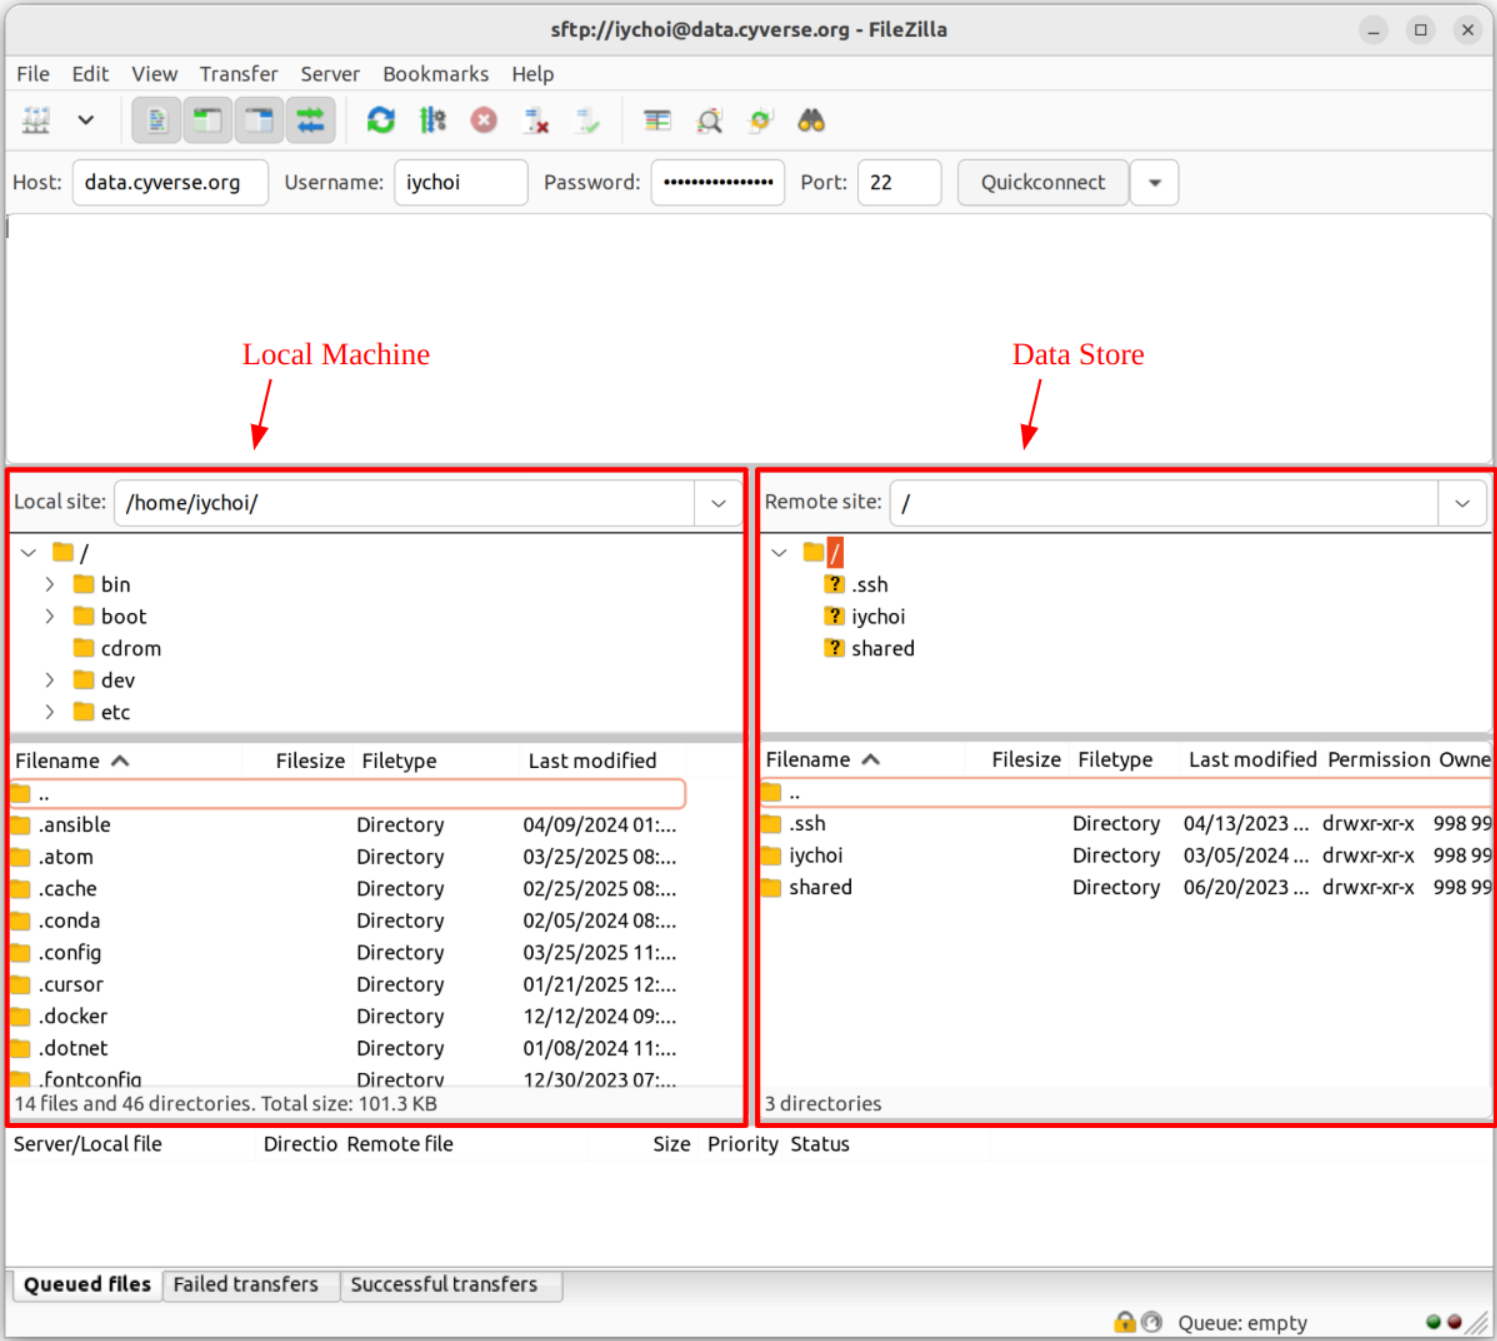 sftp://iychoi@data.cyverse.org - FileZilla
File Edit View Transfer Server Bookmarks Help
Host: data.cyverse.org Username: iychoi Password: •••••••••••••••• Port: 22 Quickconnect
Local Machine
Data Store
Local site: /home/iychoi/
/
bin
boot
cdrom
dev
etc
Filename Filesize Filetype Last modified
..
.ansible Directory 04/09/2024 01:...
.atom Directory 03/25/2025 08:...
.cache Directory 02/25/2025 08:...
.conda Directory 02/05/2024 08:...
.config Directory 03/25/2025 11:...
.cursor Directory 01/21/2025 12:...
.docker Directory 12/12/2024 09:...
.dotnet Directory 01/08/2024 11:...
.fontconfig Directory 12/30/2023 07:...
14 files and 46 directories. Total size: 101.3 KB
Remote site: /
/
? .ssh
? iychoi
? shared
Filename Filesize Filetype Last modified Permission Owne
..
.ssh Directory 04/13/2023 ... drwxr-xr-x 998 99
iychoi Directory 03/05/2024 ... drwxr-xr-x 998 99
shared Directory 06/20/2023 ... drwxr-xr-x 998 99
3 directories
Server/Local file Directio Remote file Size Priority Status
Queued files Failed transfers Successful transfers
Queue: empty